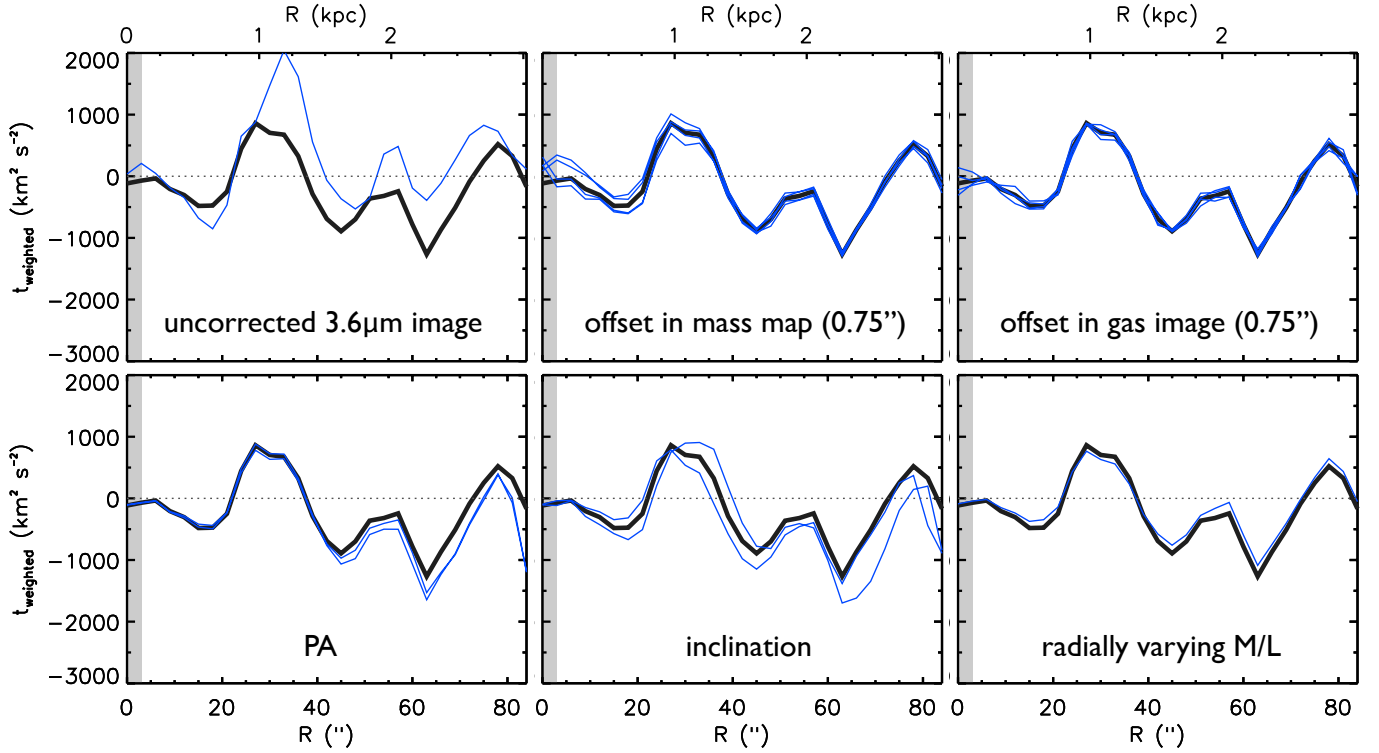 R (kpc) R (kpc) R (kpc)
0 1 2 1 2 1 2
2000
1000
0
−1000
−2000
−3000
t_weighted (km² s⁻²)
uncorrected 3.6μm image offset in mass map (0.75”) offset in gas image (0.75”)
2000
1000
0
−1000
−2000
−3000
t_weighted (km² s⁻²)
PA inclination radially varying M/L
0 20 40 60 80 0 20 40 60 80 0 20 40 60 80
R (") R (") R (")